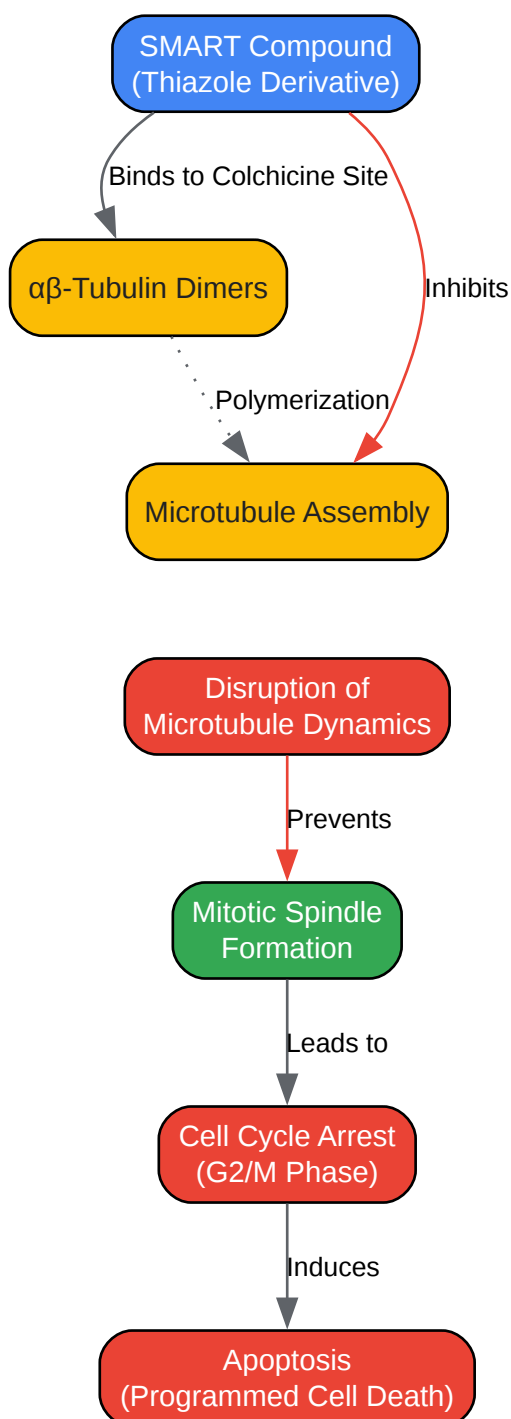 SMART Compound
(Thiazole Derivative)
Binds to Colchicine Site
αβ-Tubulin Dimers
Inhibits
Polymerization
Microtubule Assembly
Disruption of
Microtubule Dynamics
Prevents
Mitotic Spindle
Formation
Leads to
Cell Cycle Arrest
(G2/M Phase)
Induces
Apoptosis
(Programmed Cell Death)